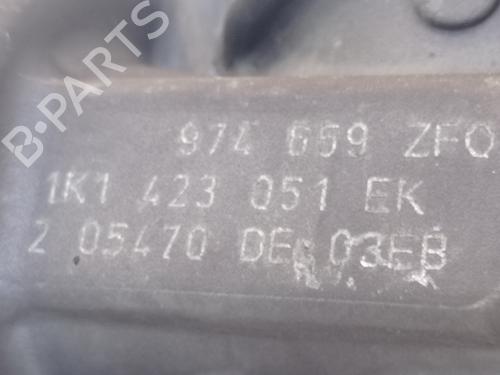 B-PARTS
974 659 ZFO
1K1 423 051 EK
2 05470 DE 03EB